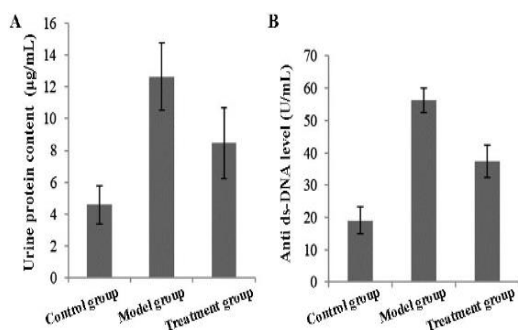 A
Urine protein content (µg/mL)
16
14
12
10
8
6
4
2
0
Control group
Model group
Treatment group
B
Anti ds-DNA level (U/mL)
70
60
50
40
30
20
10
0
Control group
Model group
Treatment group